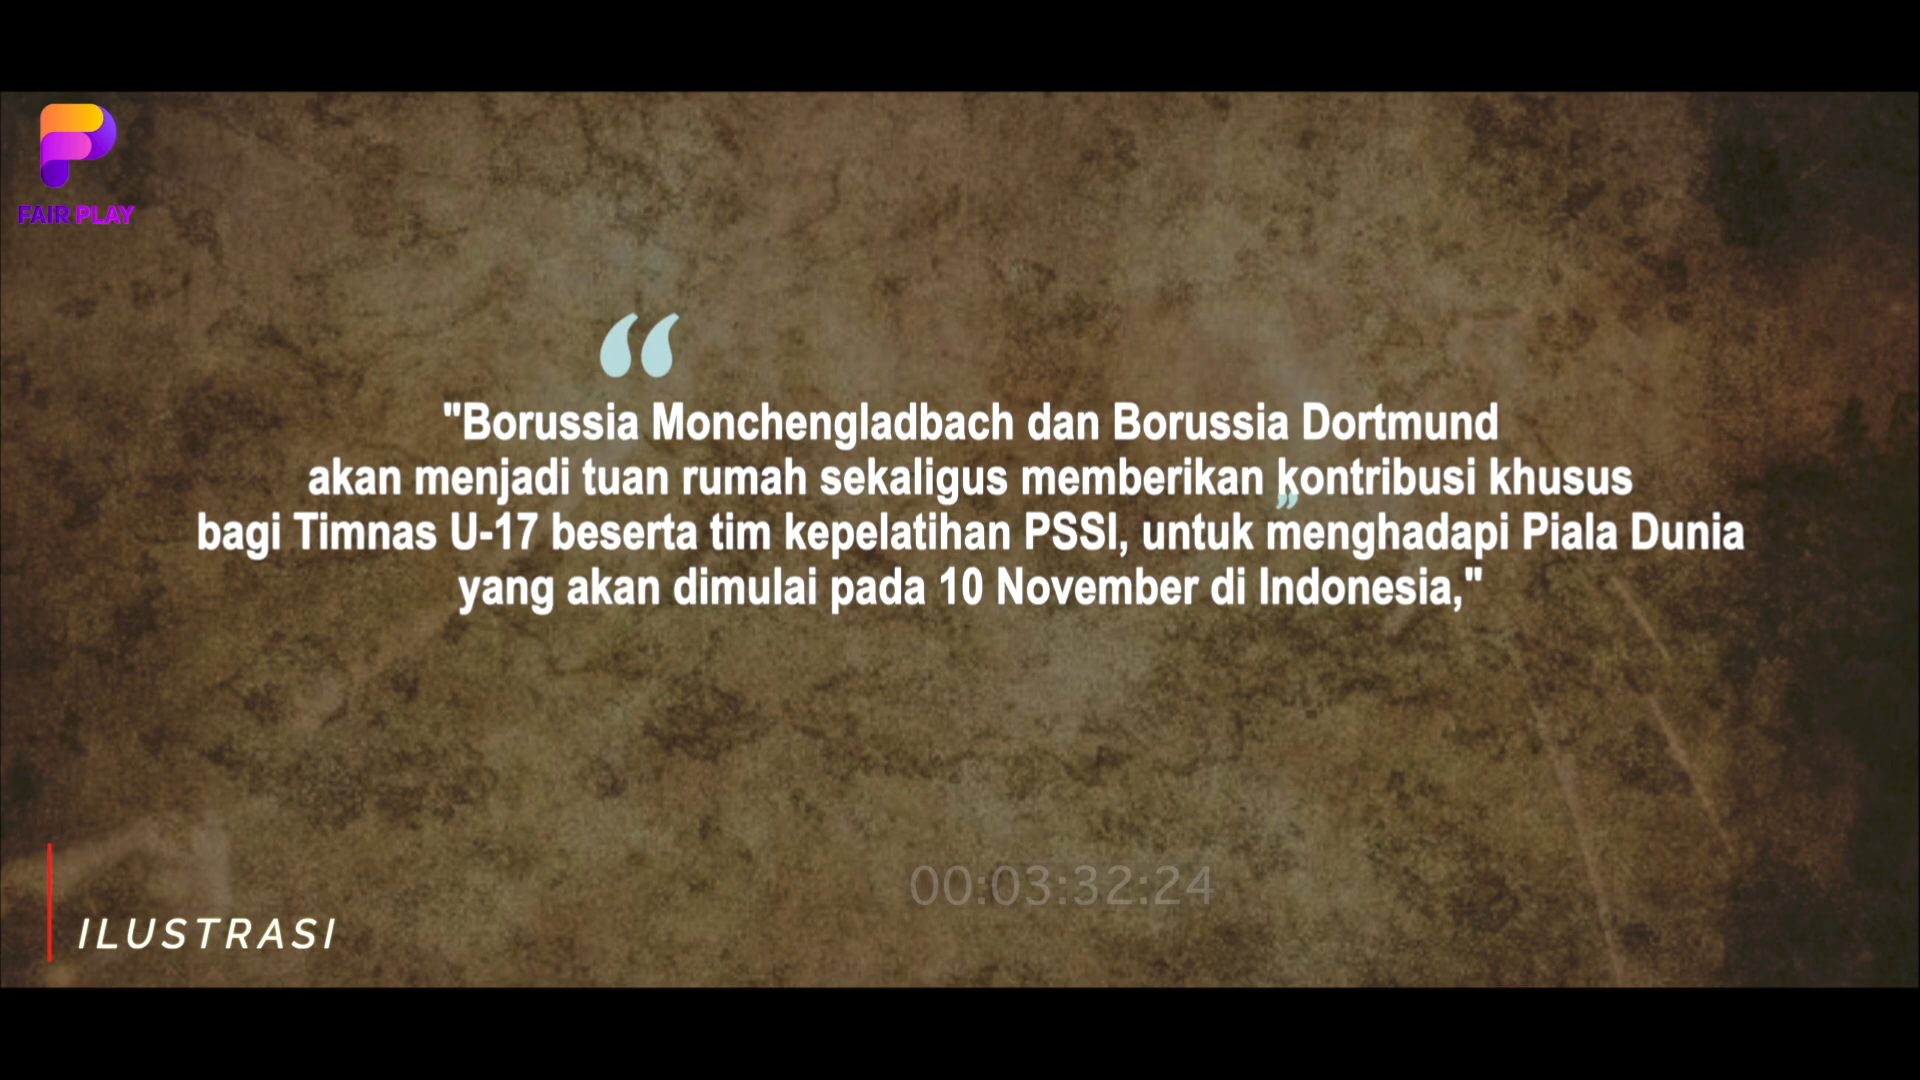 FAIR PLAY
"Borussia Monchengladbach dan Borussia Dortmund
akan menjadi tuan rumah sekaligus memberikan kontribusi khusus
bagi Timnas U-17 beserta tim kepelatihan PSSI, untuk menghadapi Piala Dunia
yang akan dimulai pada 10 November di Indonesia,"
00:03:32:24
ILUSTRASI